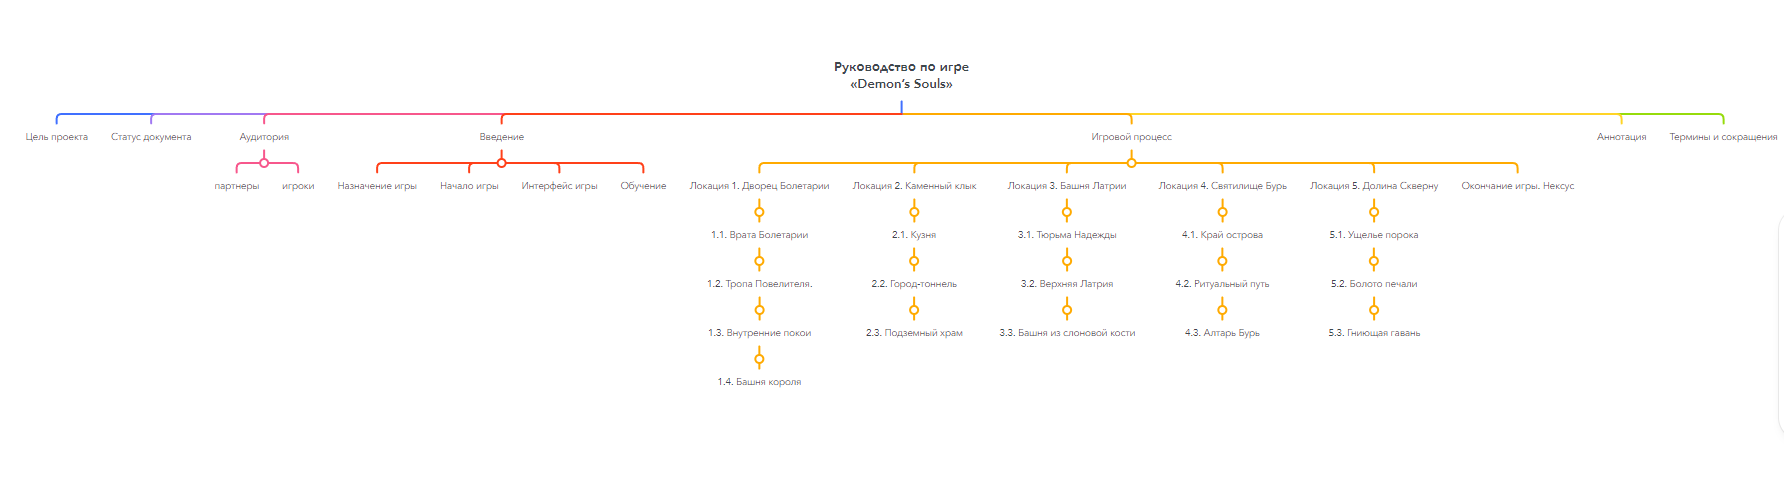 Руководство по игре
«Demon's Souls»
Цель проекта
Статус документа
Аудитория
Введение
Игровой процесс
Аннотация
Термины и сокращения
партнеры
игроки
Назначение игры
Начало игры
Интерфейс игры
Обучение
Локация 1. Дворец Болетарии
Локация 2. Каменный клык
Локация 3. Башня Латрии
Локация 4. Святилище Бурь
Локация 5. Долина Скверну
Окончание игры. Нексус
1.1. Врата Болетарии
2.1. Кузня
3.1. Тюрьма Надежды
4.1. Край острова
5.1. Ущелье порока
1.2. Тропа Повелителя.
2.2. Город-тоннель
3.2. Верхняя Латрия
4.2. Ритуальный путь
5.2. Болото печали
1.3. Внутренние покои
2.3. Подземный храм
3.3. Башня из слоновой кости
4.3. Алтарь Бурь
5.3. Гниющая гавань
1.4. Башня короля